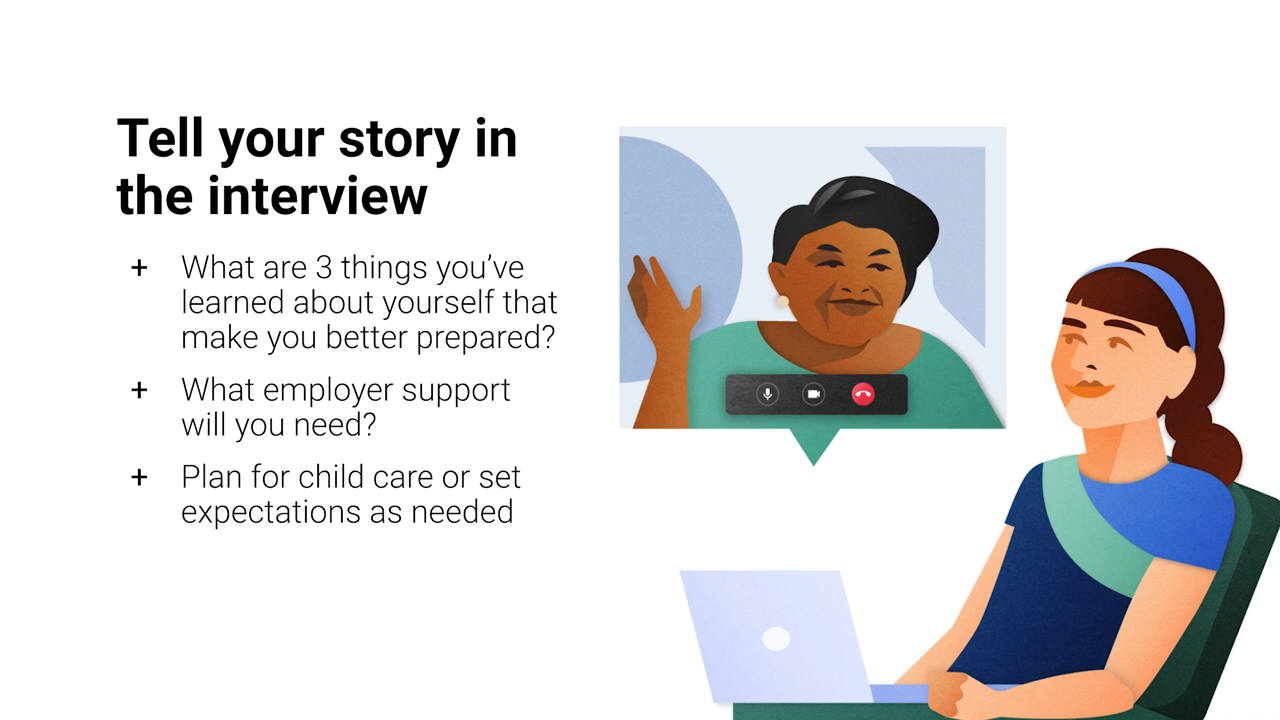 Tell your story in
the interview
+ What are 3 things you’ve
learned about yourself that
make you better prepared?
+ What employer support
will you need?
+ Plan for child care or set
expectations as needed